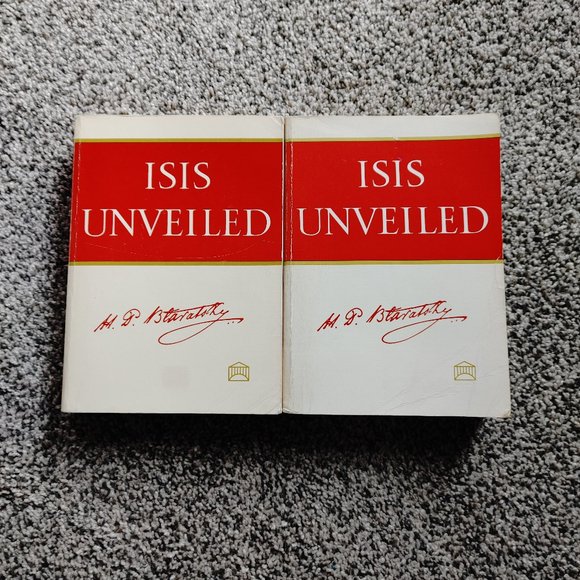 ISIS
UNVEILED
H. P. Blavatsky
ISIS
UNVEILED
H. P. Blavatsky